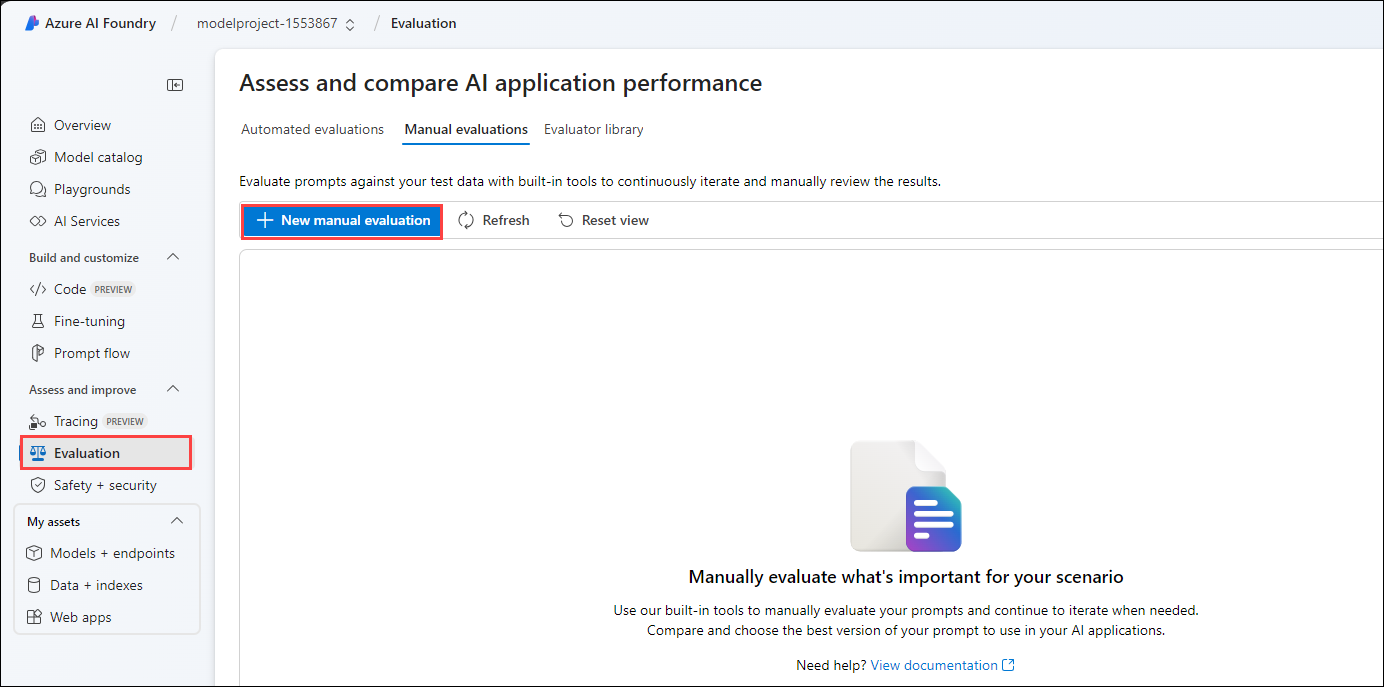 Azure AI Foundry / modelproject-1553867 / Evaluation
Overview
Model catalog
Playgrounds
AI Services
Build and customize
Code PREVIEW
Fine-tuning
Prompt flow
Assess and improve
Tracing PREVIEW
Evaluation
Safety + security
My assets
Models + endpoints
Data + indexes
Web apps
Assess and compare AI application performance
Automated evaluations Manual evaluations Evaluator library
Evaluate prompts against your test data with built-in tools to continuously iterate and manually review the results.
New manual evaluation Refresh Reset view
Manually evaluate what's important for your scenario
Use our built-in tools to manually evaluate your prompts and continue to iterate when needed.
Compare and choose the best version of your prompt to use in your AI applications.
Need help? View documentation